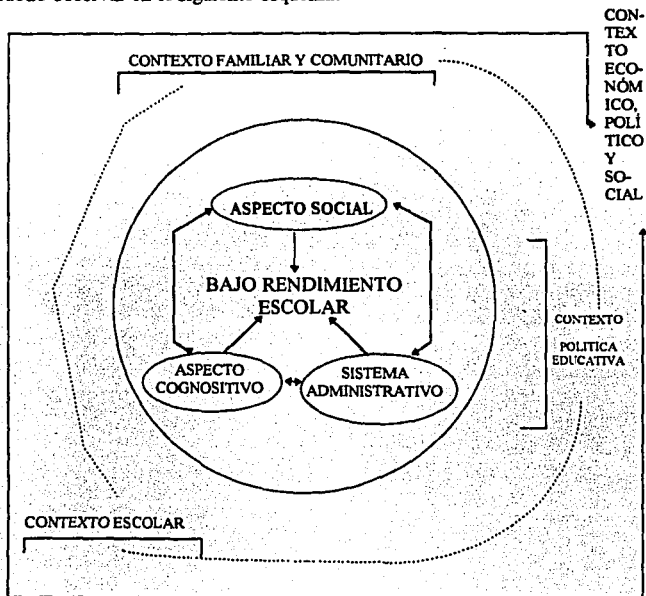 CON-
TEX
TO
ECO-
NÓM
ICO,
POLÍ
TICO
Y
SO-
CIAL
CONTEXTO FAMILIAR Y COMUNITARIO
ASPECTO SOCIAL
BAJO RENDIMIENTO
ESCOLAR
ASPECTO
COGNOSITIVO
SISTEMA
ADMINISTRATIVO
CONTEXTO
POLITICA
EDUCATIVA
CONTEXTO ESCOLAR